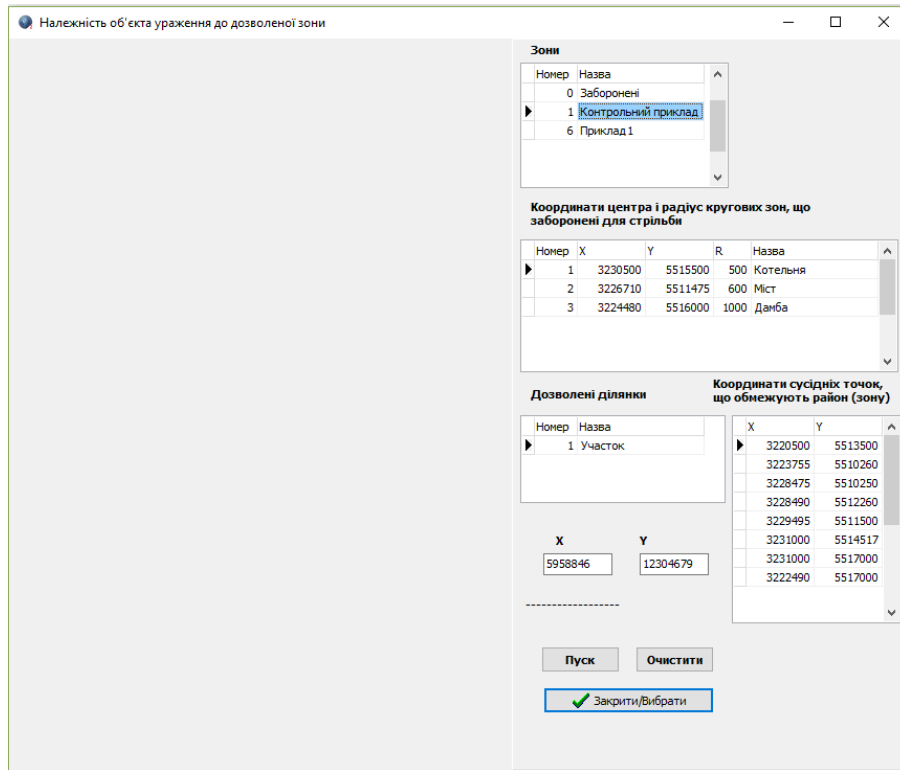 Належність об'єкта ураження до дозволеної зони
Зони
Номер Назва
0 Заборонені
1 Контрольний приклад
6 Приклад 1
Координати центра і радіус кругових зон, що
заборонені для стрільби
Номер X Y R Назва
1 3230500 5515500 500 Котельня
2 3226710 5511475 600 Міст
3 3224480 5516000 1000 Дамба
Дозволені ділянки
Номер Назва
1 Участок
Координати сусідніх точок,
що обмежують район (зону)
X Y
3220500 5513500
3223755 5510260
3228475 5510250
3228490 5512260
3229495 5511500
3231000 5514517
3231000 5517000
3222490 5517000
X Y
5958846 12304679
------------------
Пуск Очистити
Закрити/Вибрати